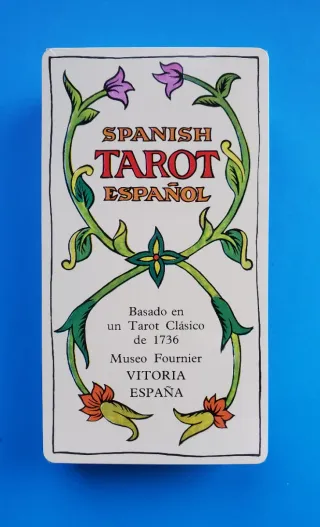 SPANISH
TAROT
ESPAÑOL
Basado en
un Tarot Clásico
de 1736
Museo Fournier
VITORIA
ESPAÑA